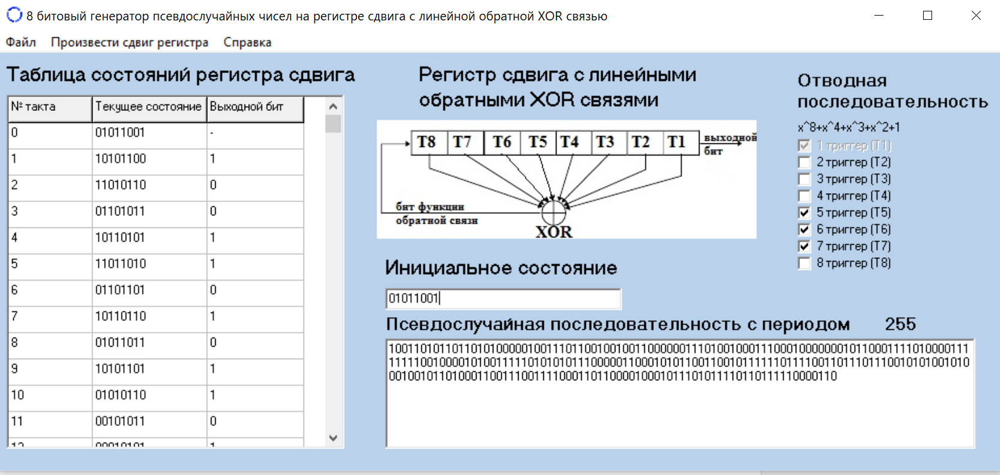 8 битовый генератор псевдослучайных чисел на регистре сдвига с линейной обратной XOR связью
Файл Произвести сдвиг регистра Справка
Таблица состояний регистра сдвига
№ такта Текущее состояние Выходной бит
0 01011001 -
1 10101100 1
2 11010110 0
3 01101011 0
4 10110101 1
5 11011010 1
6 01101101 0
7 10110110 1
8 01011011 0
9 10101101 1
10 01010110 1
11 00101011 0
12 00010101 1
Регистр сдвига с линейными
обратными XOR связями
T8 T7 T6 T5 T4 T3 T2 T1
выходной
бит
бит функции
обратной связи
XOR
Инициальное состояние
01011001
Псевдослучайная последовательность с периодом 255
Отводная
последовательность
x^8+x^4+x^3+x^2+1
1 триггер (T1)
2 триггер (T2)
3 триггер (T3)
4 триггер (T4)
5 триггер (T5)
6 триггер (T6)
7 триггер (T7)
8 триггер (T8)